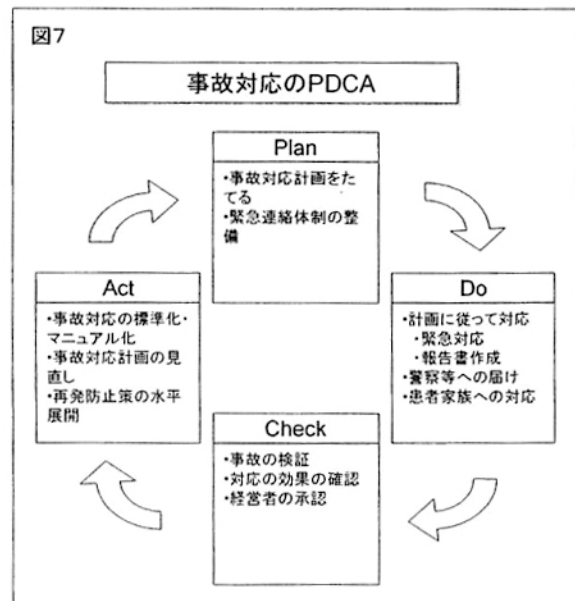 図7
事故対応のPDCA
Plan
・事故対応計画をた
てる
・緊急連絡体制の整
備
Do
・計画に従って対応
・緊急対応
・報告書作成
・警察等への届け
・患者家族への対応
Check
・事故の検証
・対応の効果の確認
・経営者の承認
Act
・事故対応の標準化・
マニュアル化
・事故対応計画の見
直し
・再発防止策の水平
展開